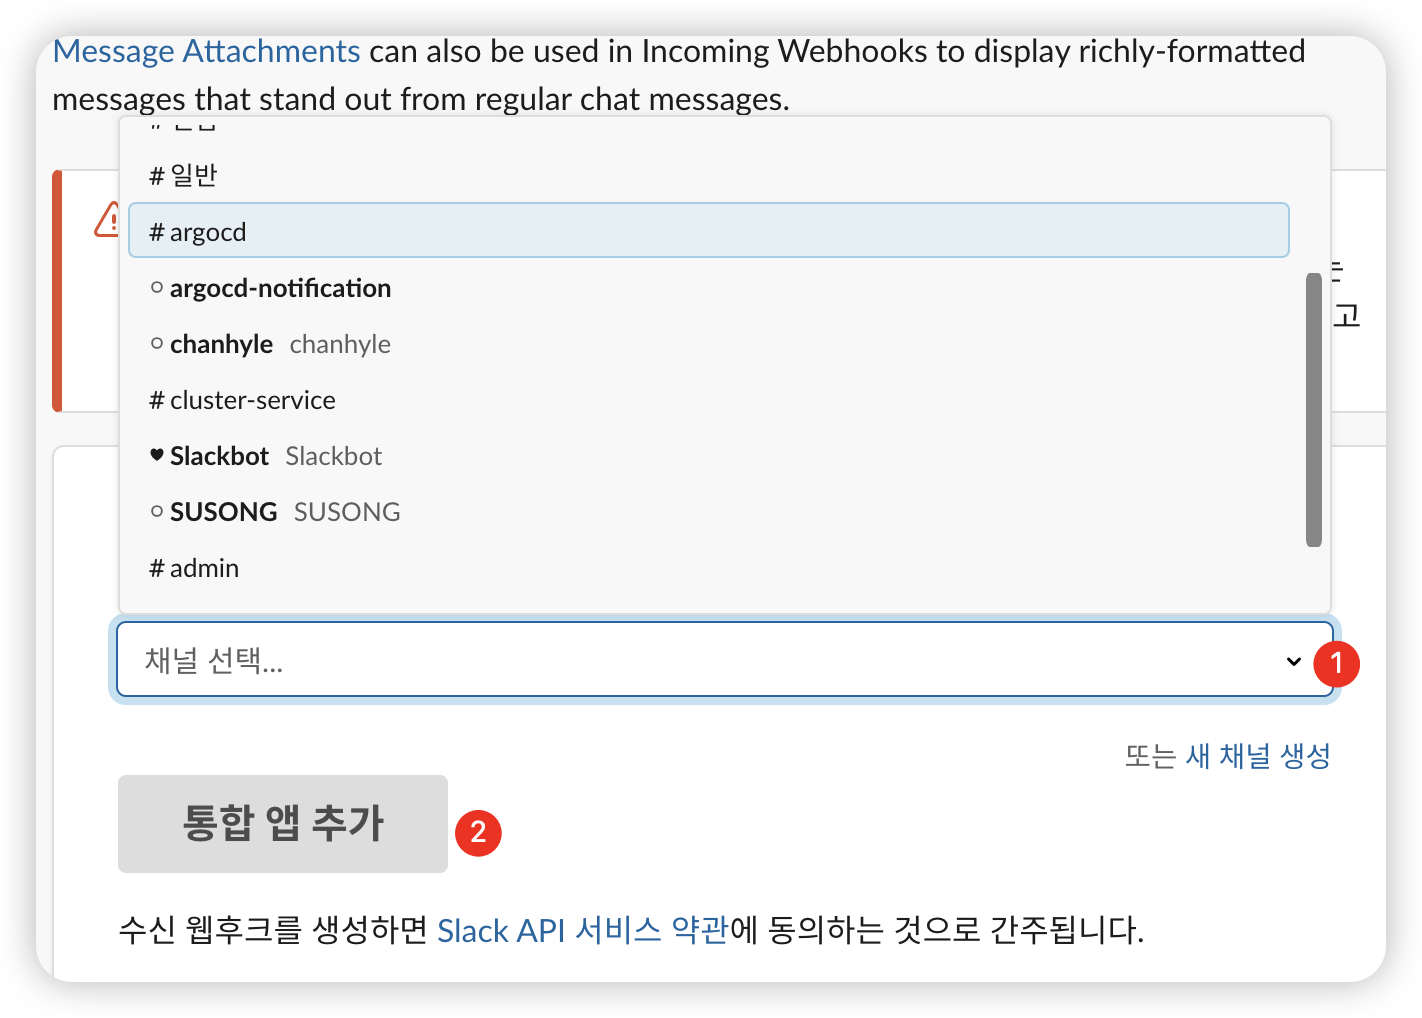 Message Attachments can also be used in Incoming Webhooks to display richly-formatted
messages that stand out from regular chat messages.
# 일반
# argocd
argocd-notification
chanhyle chanhyle
고
# cluster-service
Slackbot Slackbot
SUSONG SUSONG
# admin
채널 선택...
1
또는 새 채널 생성
통합 앱 추가
2
수신 웹후크를 생성하면 Slack API 서비스 약관에 동의하는 것으로 간주됩니다.